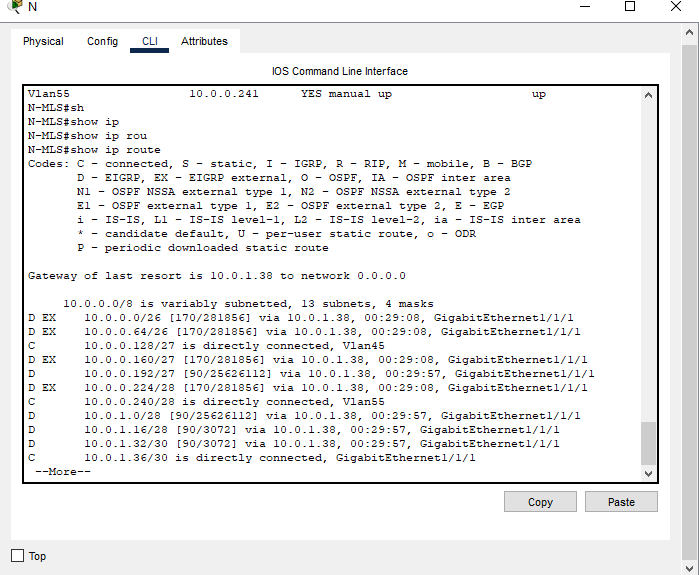 N
Physical Config CLI Attributes
IOS Command Line Interface
Vlan55 10.0.0.241 YES manual up up
N-MLS#sh
N-MLS#show ip
N-MLS#show ip rou
N-MLS#show ip route
Codes: C - connected, S - static, I - IGRP, R - RIP, M - mobile, B - BGP
D - EIGRP, EX - EIGRP external, O - OSPF, IA - OSPF inter area
N1 - OSPF NSSA external type 1, N2 - OSPF NSSA external type 2
E1 - OSPF external type 1, E2 - OSPF external type 2, E - EGP
i - IS-IS, L1 - IS-IS level-1, L2 - IS-IS level-2, ia - IS-IS inter area
* - candidate default, U - per-user static route, o - ODR
P - periodic downloaded static route
Gateway of last resort is 10.0.1.38 to network 0.0.0.0
10.0.0.0/8 is variably subnetted, 13 subnets, 4 masks
D EX 10.0.0.0/26 [170/281856] via 10.0.1.38, 00:29:08, GigabitEthernet1/1/1
D EX 10.0.0.64/26 [170/281856] via 10.0.1.38, 00:29:08, GigabitEthernet1/1/1
C 10.0.0.128/27 is directly connected, Vlan45
D EX 10.0.0.160/27 [170/281856] via 10.0.1.38, 00:29:08, GigabitEthernet1/1/1
D 10.0.0.192/27 [90/25626112] via 10.0.1.38, 00:29:57, GigabitEthernet1/1/1
D EX 10.0.0.224/28 [170/281856] via 10.0.1.38, 00:29:08, GigabitEthernet1/1/1
C 10.0.0.240/28 is directly connected, Vlan55
D 10.0.1.0/28 [90/25626112] via 10.0.1.38, 00:29:57, GigabitEthernet1/1/1
D 10.0.1.16/28 [90/3072] via 10.0.1.38, 00:29:57, GigabitEthernet1/1/1
D 10.0.1.32/30 [90/3072] via 10.0.1.38, 00:29:57, GigabitEthernet1/1/1
C 10.0.1.36/30 is directly connected, GigabitEthernet1/1/1
--More--
Copy Paste
Top